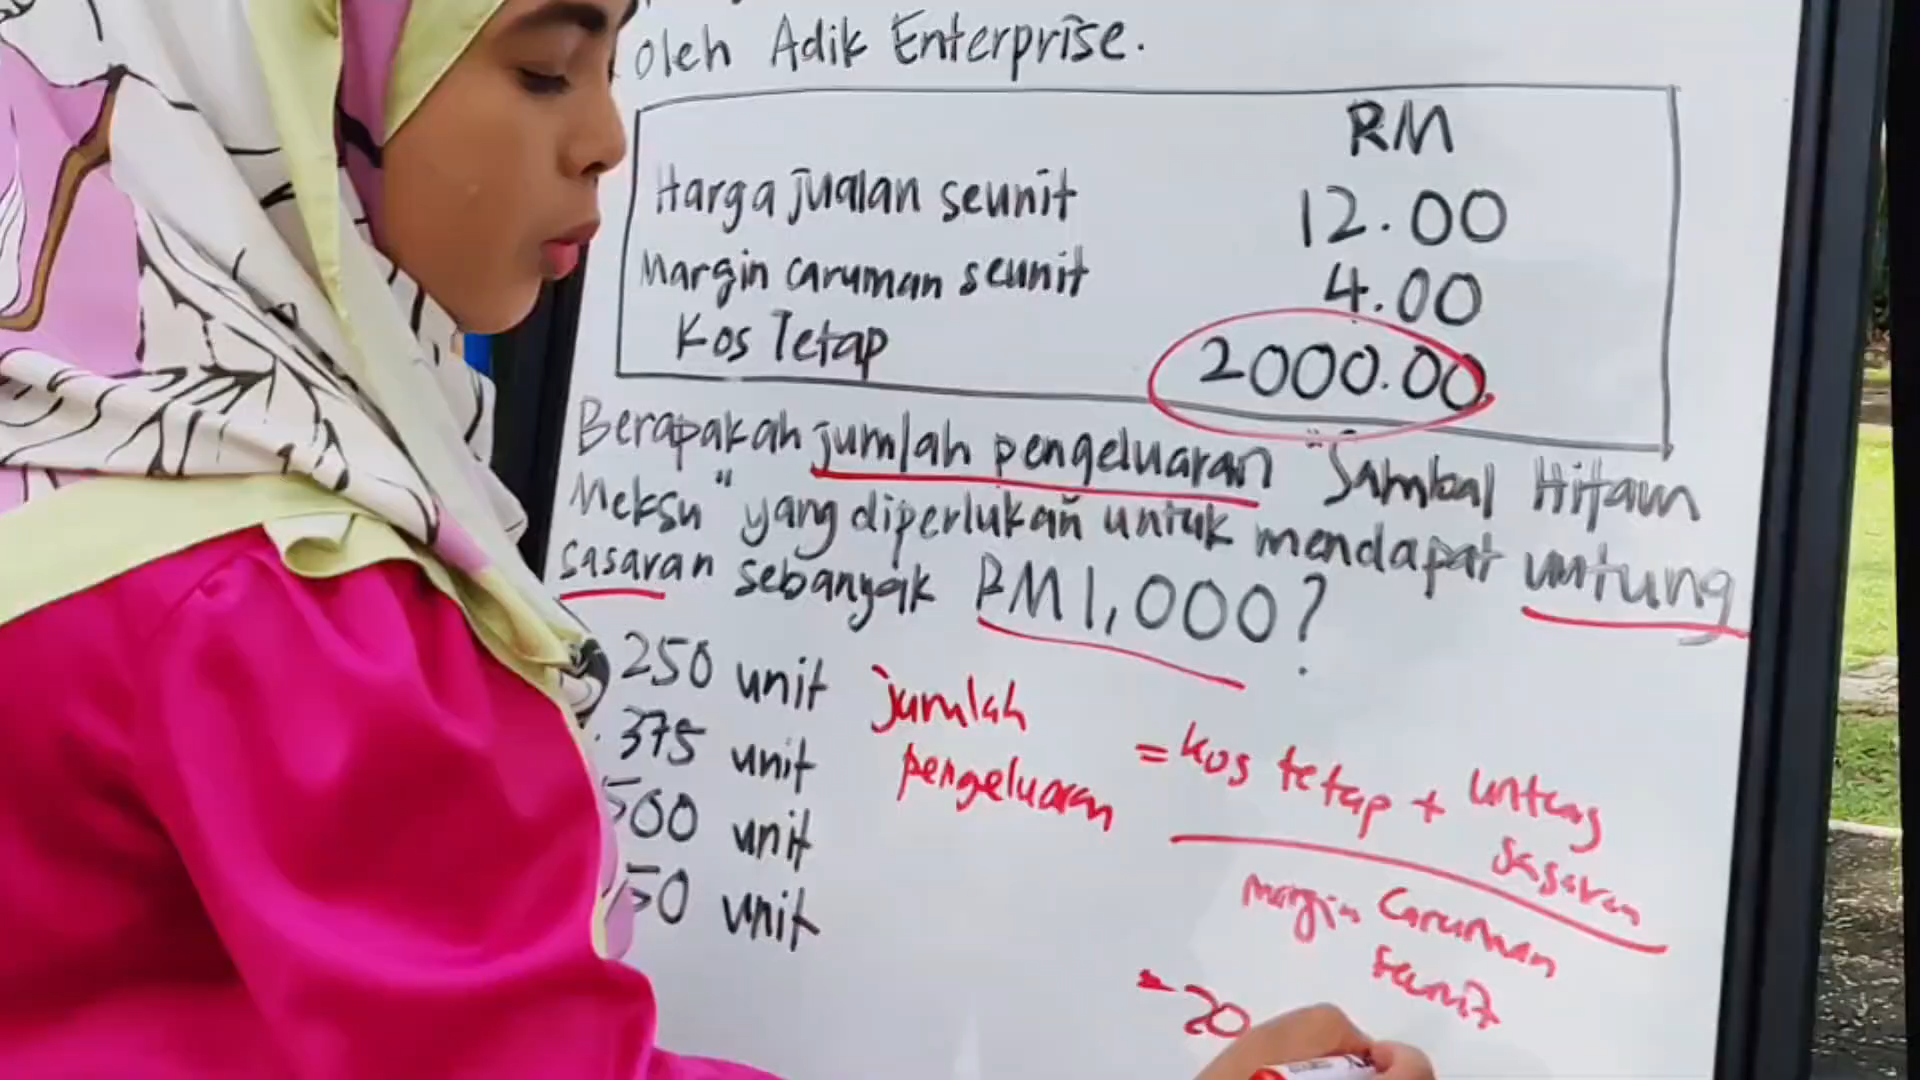 oleh Adik Enterprise.
RM
Harga jualan seunit 12.00
Margin caruman seunit 4.00
Kos Tetap 2000.00
Berapakah jumlah pengeluaran "Sambal Hitam
Meksu" yang diperlukan untuk mendapat untung
sasaran sebanyak RM1,000?
250 unit
375 unit
500 unit
50 unit
jumlah
pengeluaran
= kos tetap + untung
sasaran
margin caruman
seunit
= 20